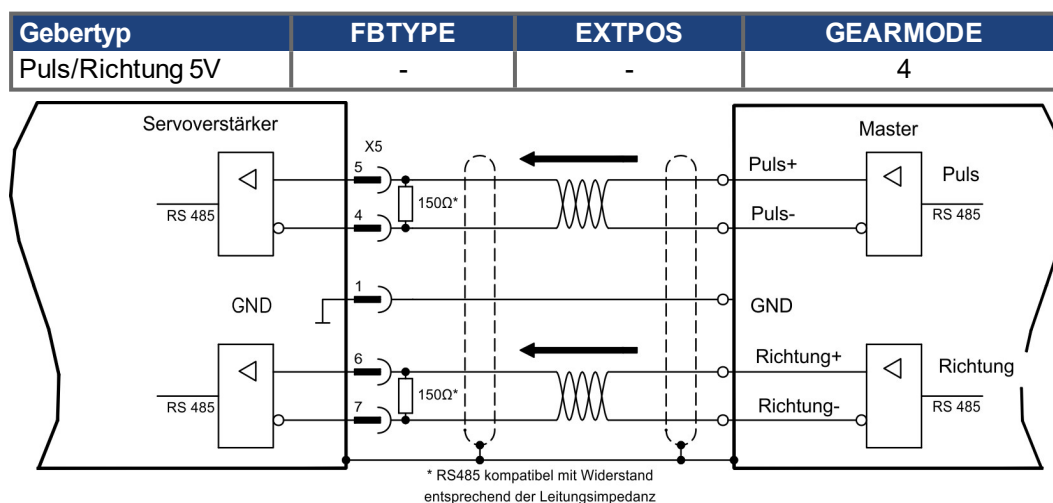 Gebertyp FBTYPE EXTPOS GEARMODE
Puls/Richtung 5V - - 4
Servoverstärker
Master
X5
5
Puls+
Puls
150Ω*
RS 485
4
Puls-
RS 485
GND
1
GND
6
Richtung+
Richtung
150Ω*
RS 485
7
Richtung-
RS 485
* RS485 kompatibel mit Widerstand
entsprechend der Leitungsimpedanz